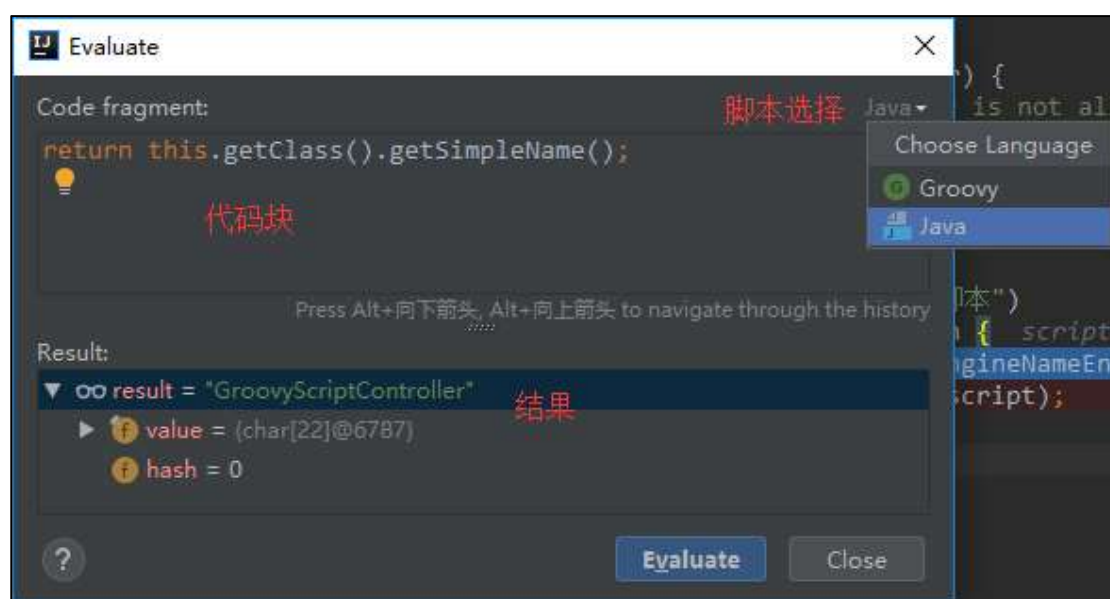 Evaluate
Code fragment:
脚本选择 Java
return this.getClass().getSimpleName();
代码块
Choose Language
Groovy
Java
Press Alt+向下箭头, Alt+向上箭头 to navigate through the history
Result:
result = "GroovyScriptController"
结果
value = {char[22]@6787}
hash = 0
?
Evaluate
Close
) {
is not al
本")
{ script
gineNameEn
script);